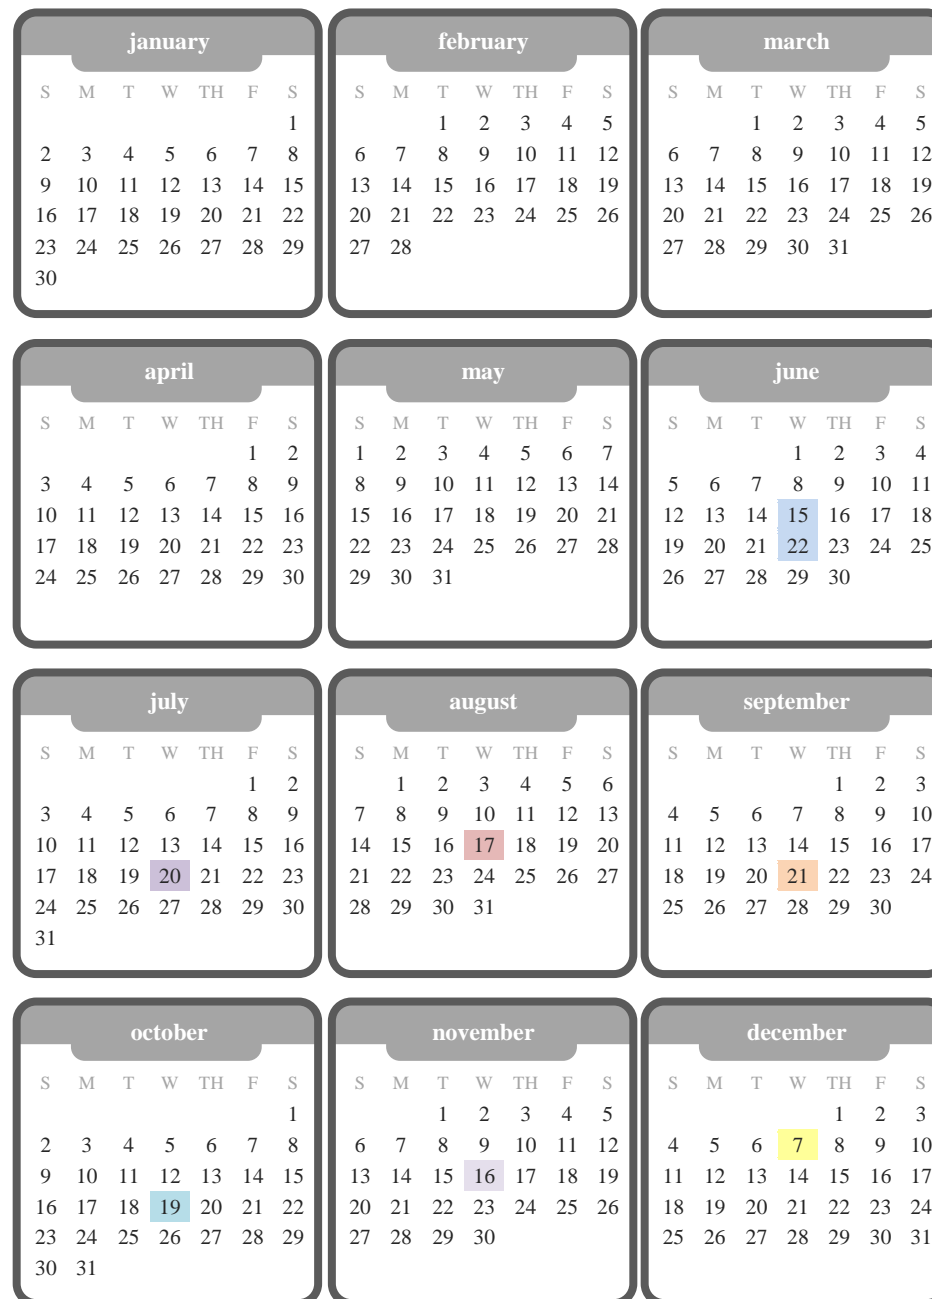 january
S M T W TH F S
1
2 3 4 5 6 7 8
9 10 11 12 13 14 15
16 17 18 19 20 21 22
23 24 25 26 27 28 29
30
february
S M T W TH F S
1 2 3 4 5
6 7 8 9 10 11 12
13 14 15 16 17 18 19
20 21 22 23 24 25 26
27 28
march
S M T W TH F S
1 2 3 4 5
6 7 8 9 10 11 12
13 14 15 16 17 18 19
20 21 22 23 24 25 26
27 28 29 30 31
april
S M T W TH F S
1 2
3 4 5 6 7 8 9
10 11 12 13 14 15 16
17 18 19 20 21 22 23
24 25 26 27 28 29 30
may
S M T W TH F S
1 2 3 4 5 6 7
8 9 10 11 12 13 14
15 16 17 18 19 20 21
22 23 24 25 26 27 28
29 30 31
june
S M T W TH F S
1 2 3 4
5 6 7 8 9 10 11
12 13 14 15 16 17 18
19 20 21 22 23 24 25
26 27 28 29 30
july
S M T W TH F S
1 2
3 4 5 6 7 8 9
10 11 12 13 14 15 16
17 18 19 20 21 22 23
24 25 26 27 28 29 30
31
august
S M T W TH F S
1 2 3 4 5 6
7 8 9 10 11 12 13
14 15 16 17 18 19 20
21 22 23 24 25 26 27
28 29 30 31
september
S M T W TH F S
1 2 3
4 5 6 7 8 9 10
11 12 13 14 15 16 17
18 19 20 21 22 23 24
25 26 27 28 29 30
october
S M T W TH F S
1
2 3 4 5 6 7 8
9 10 11 12 13 14 15
16 17 18 19 20 21 22
23 24 25 26 27 28 29
30 31
november
S M T W TH F S
1 2 3 4 5
6 7 8 9 10 11 12
13 14 15 16 17 18 19
20 21 22 23 24 25 26
27 28 29 30
december
S M T W TH F S
1 2 3
4 5 6 7 8 9 10
11 12 13 14 15 16 17
18 19 20 21 22 23 24
25 26 27 28 29 30 31